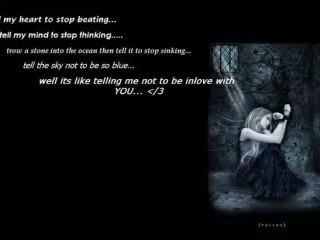 my heart to stop beating...
tell my mind to stop thinking.....
trow a stone into the ocean then tell it to stop sinking...
tell the sky not to be so blue...
well its like telling me not to be inlove with
YOU... </3